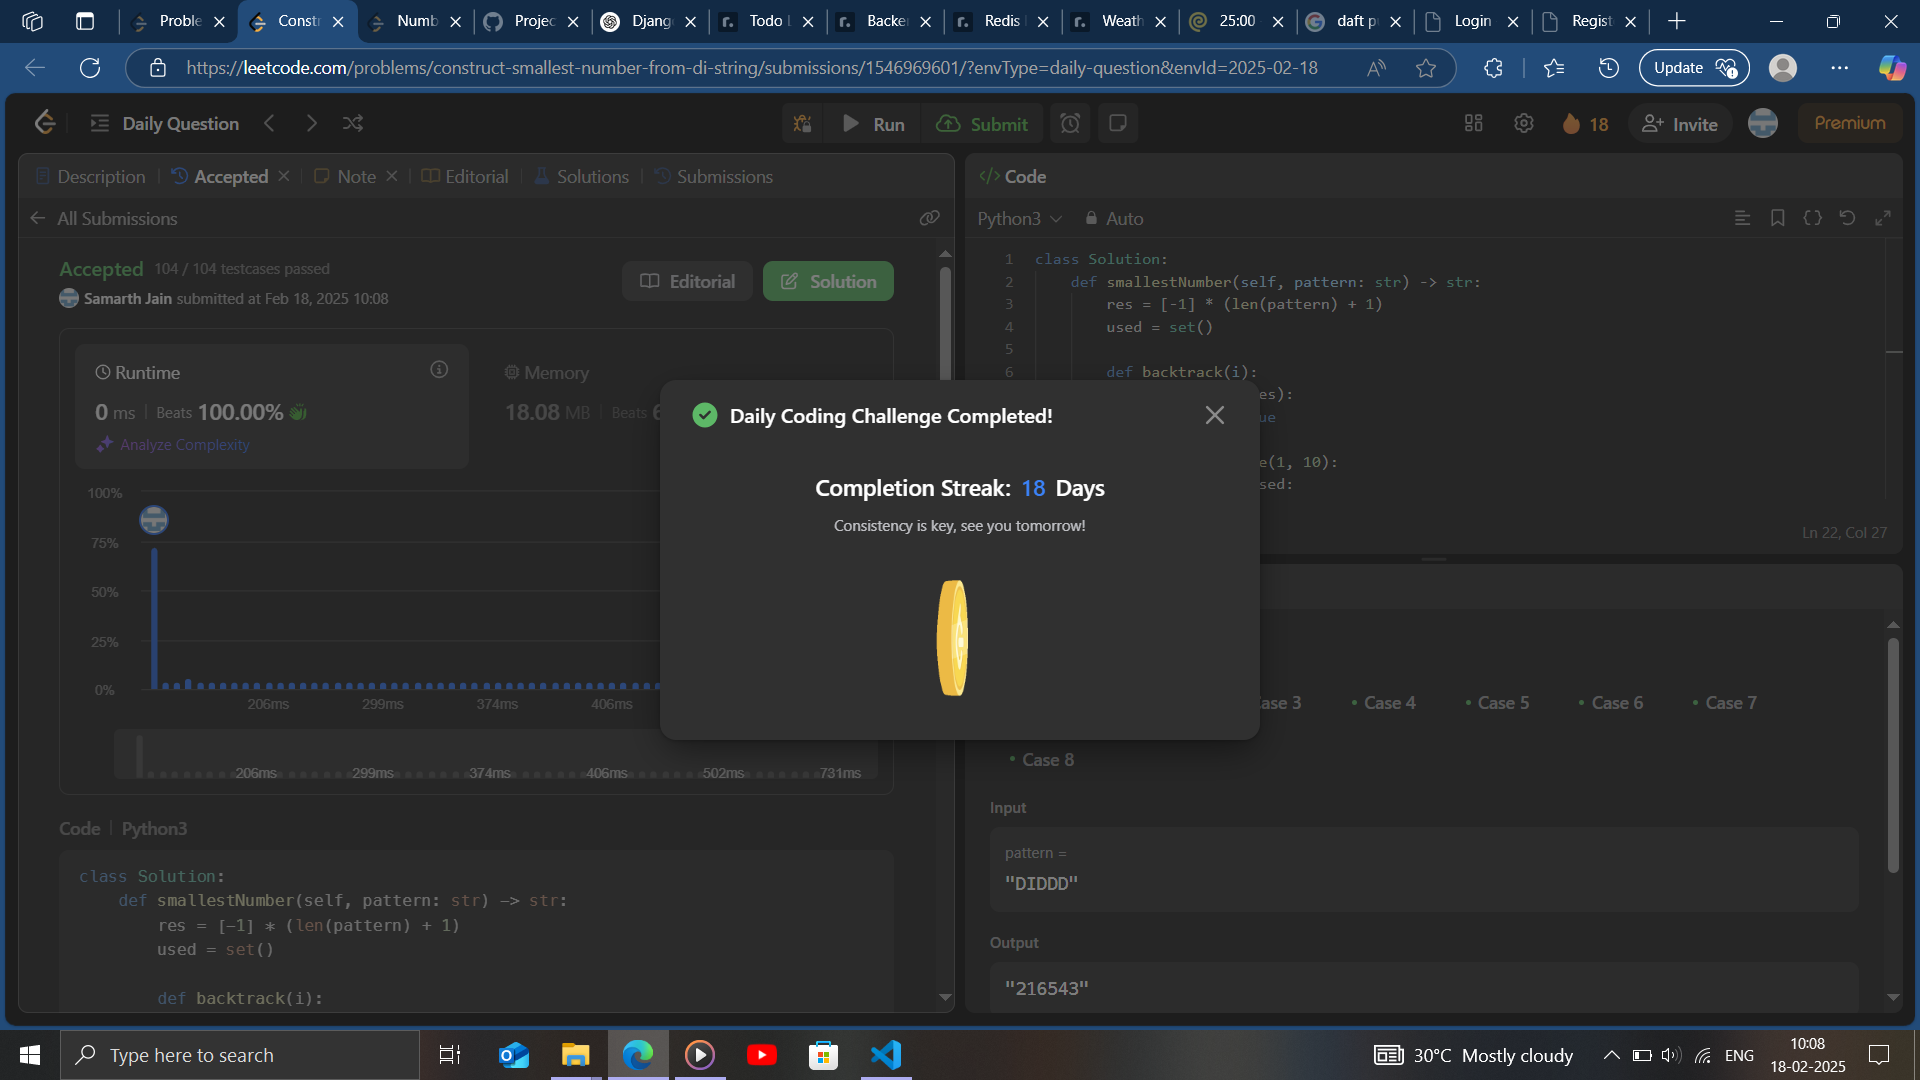 Proble
Constr
Numb
Projec
Djang
Todo L
Backer
Redis
Weath
25:00
daft p
Login
Regist
https://leetcode.com/problems/construct-smallest-number-from-di-string/submissions/1546969601/?envType=daily-question&envId=2025-02-18
Update
Daily Question
Run
Submit
18
Invite
Premium
Description
Accepted
Note
Editorial
Solutions
Submissions
All Submissions
Accepted 104 / 104 testcases passed
Samarth Jain submitted at Feb 18, 2025 10:08
Editorial
Solution
Runtime
0 ms | Beats 100.00%
Analyze Complexity
Memory
18.08 MB | Beats 6
100%
75%
50%
25%
0%
206ms 299ms 374ms 406ms
206ms 299ms 374ms 406ms 502ms 731ms
Code | Python3
class Solution:
def smallestNumber(self, pattern: str) -> str:
res = [-1] * (len(pattern) + 1)
used = set()
def backtrack(i):
Daily Coding Challenge Completed!
Completion Streak: 18 Days
Consistency is key, see you tomorrow!
</> Code
Python3
Auto
1 class Solution:
2 def smallestNumber(self, pattern: str) -> str:
3 res = [-1] * (len(pattern) + 1)
4 used = set()
5
6 def backtrack(i):
es):
ue
e(1, 10):
sed:
Ln 22, Col 27
ase 3
Case 4
Case 5
Case 6
Case 7
Case 8
Input
pattern =
"DIDDD"
Output
"216543"
Type here to search
30°C Mostly cloudy
ENG
10:08
18-02-2025